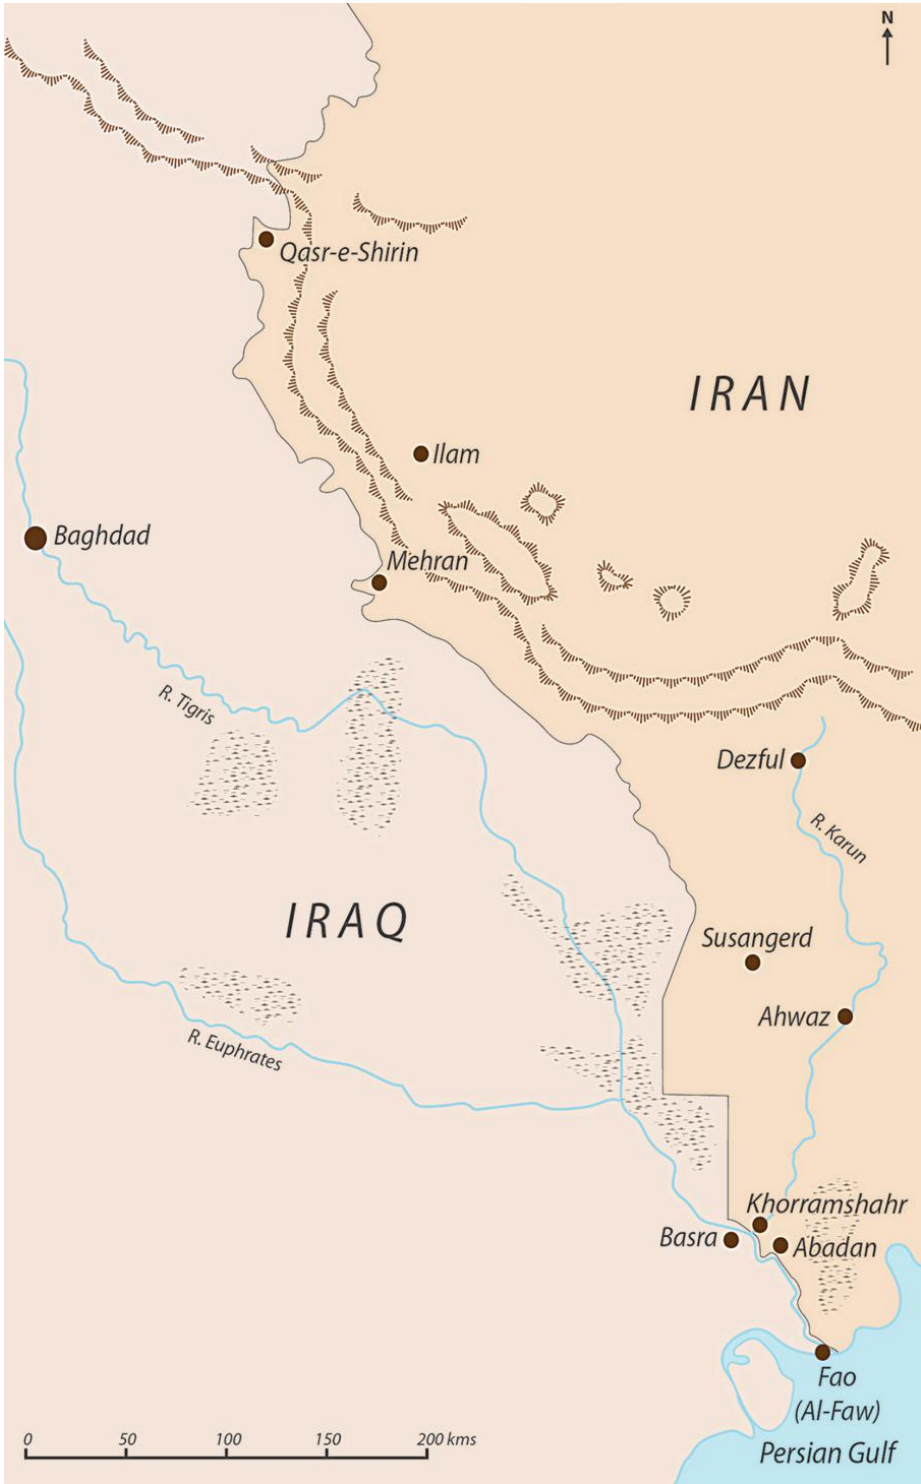 N
Qasr-e-Shirin
IRAN
Ilam
Baghdad
Mehran
R. Tigris
Dezful
R. Karun
IRAQ
Susangerd
Ahwaz
R. Euphrates
Khorramshahr
Basra
Abadan
Fao
(Al-Faw)
0 50 100 150 200 kms
Persian Gulf